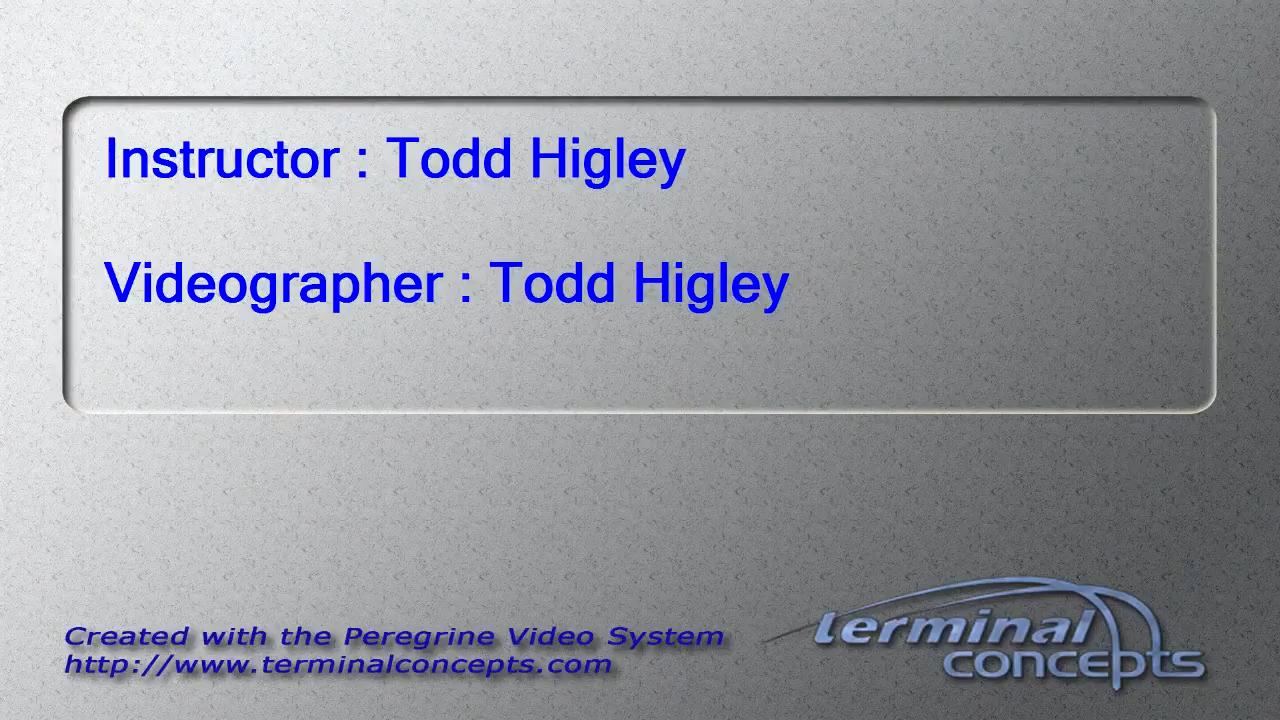 Instructor : Todd Higley
Videographer : Todd Higley
Created with the Peregrine Video System
http://www.terminalconcepts.com
terminal
concepts